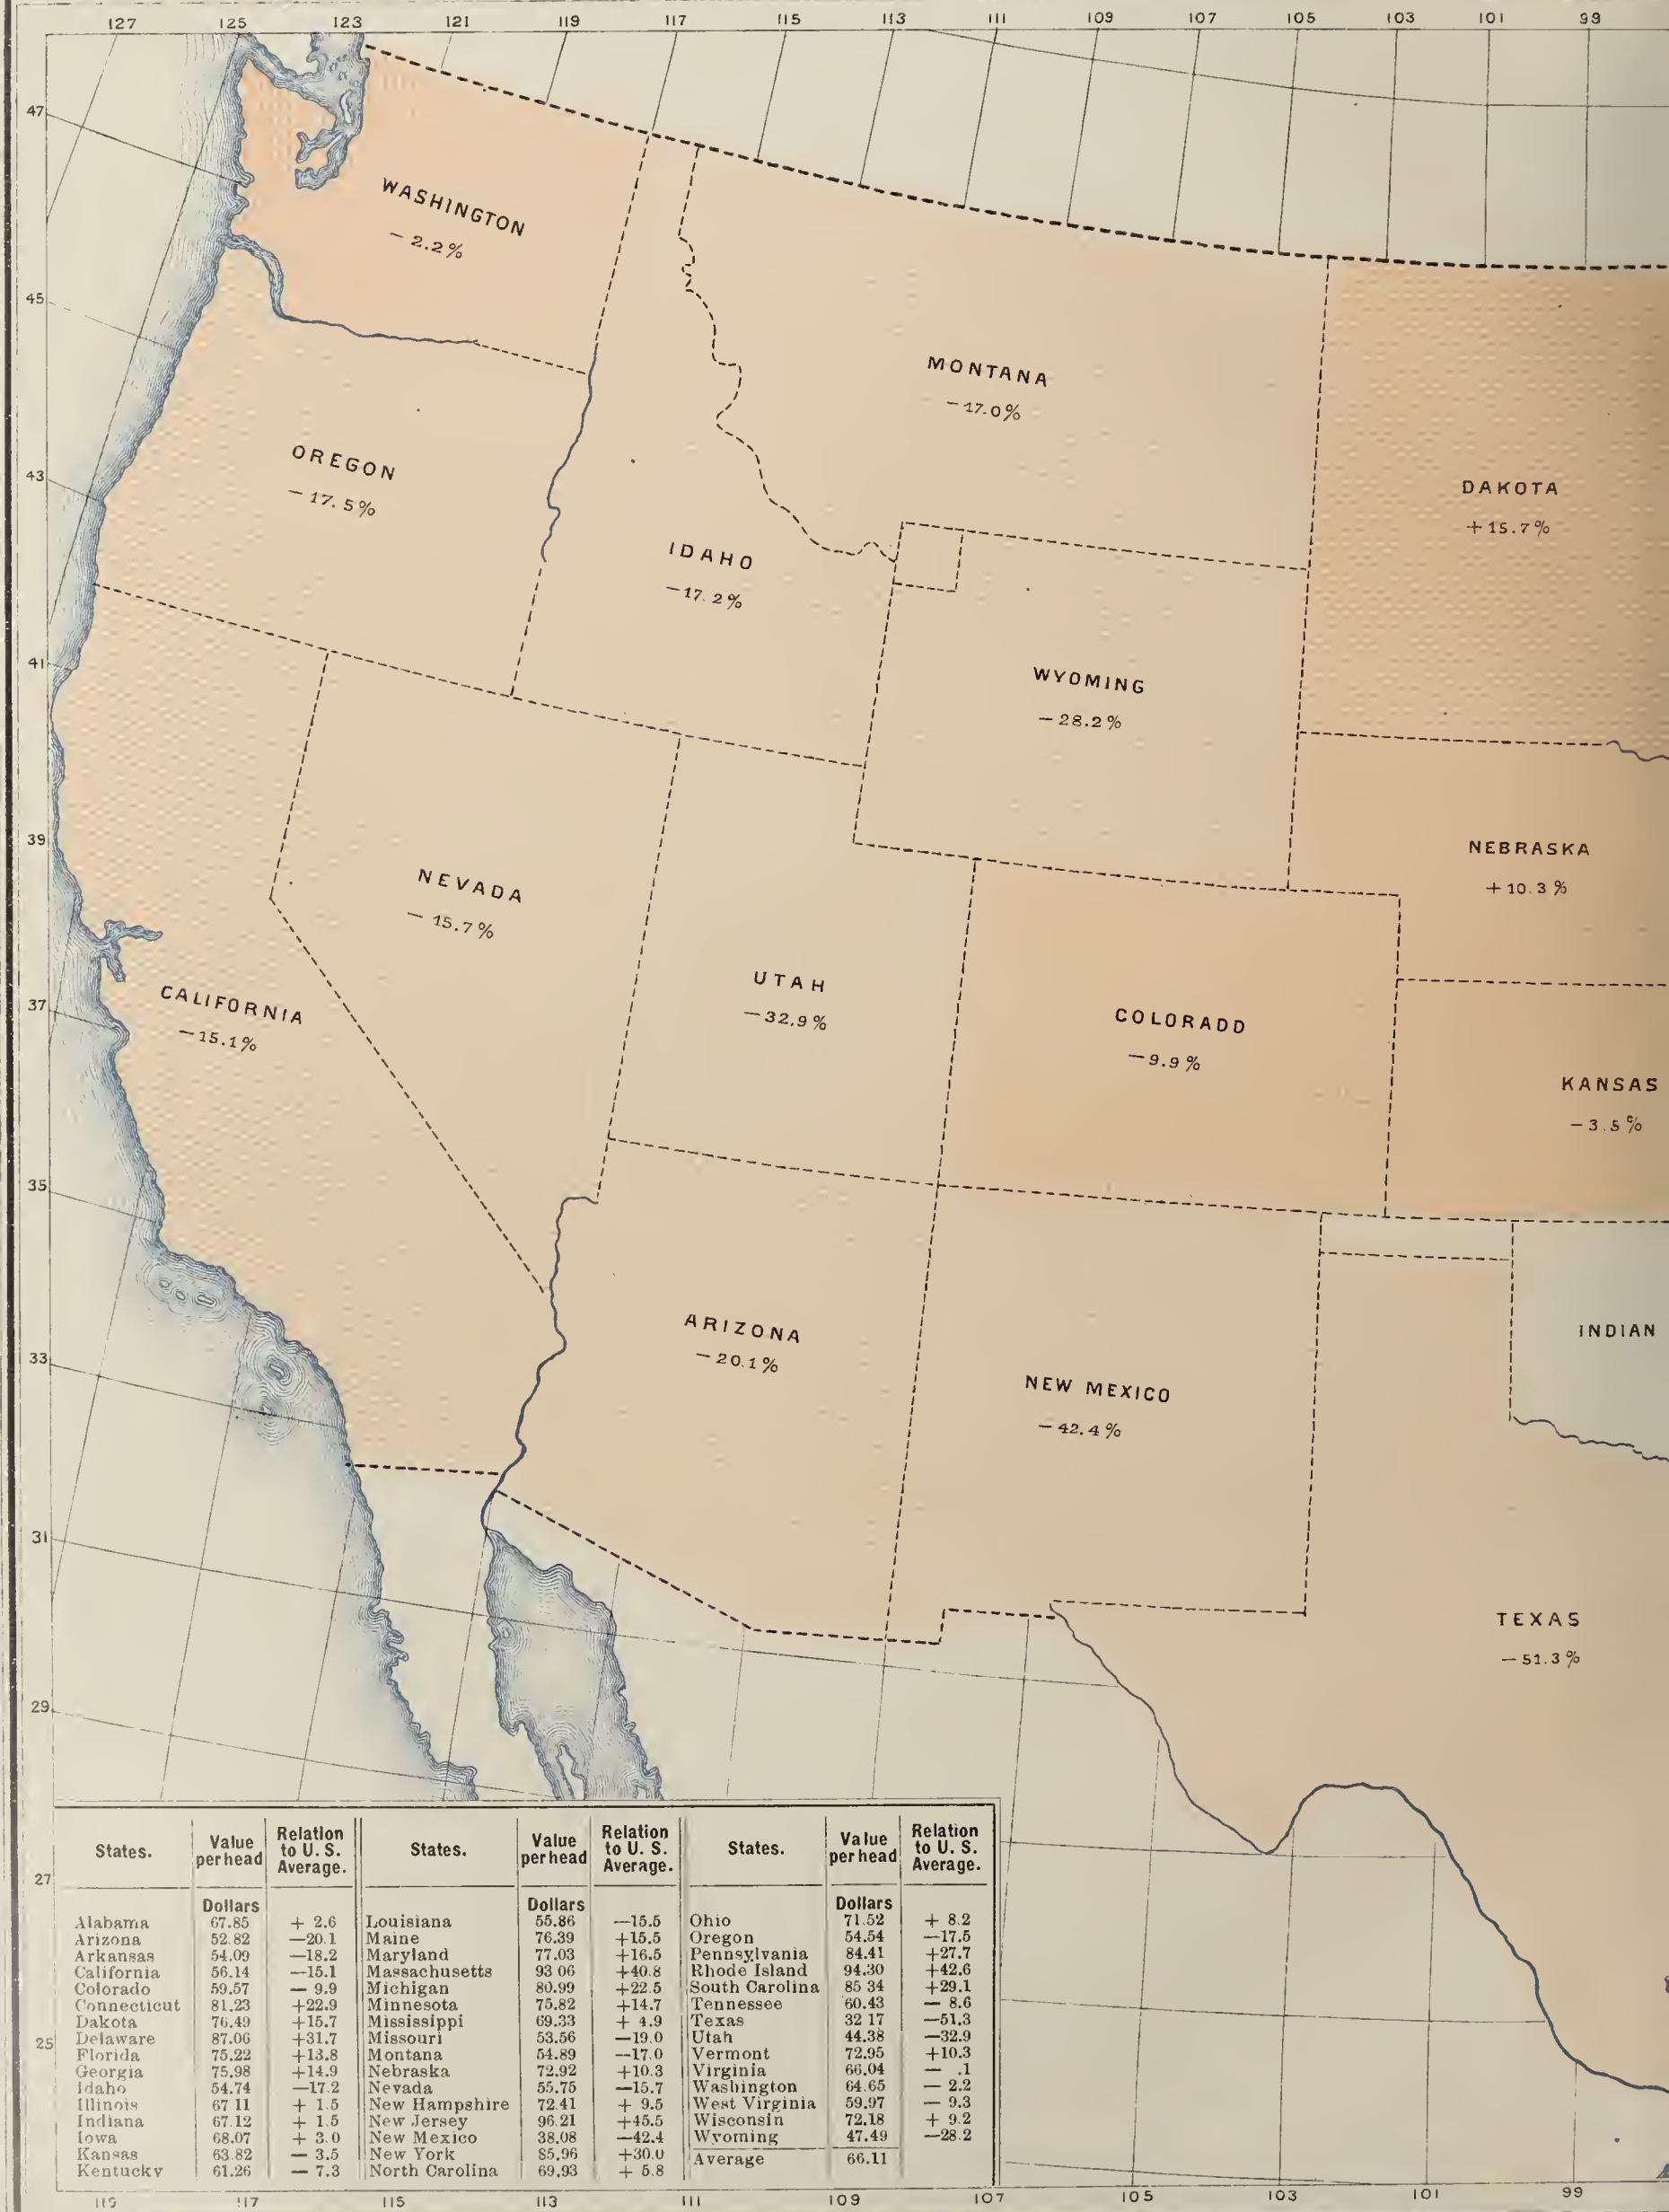 127 125 123 121 119 117 115 113 111 109 107 105 103 101 99
47
WASHINGTON
— 2.2%
45
MONTANA
—17.0%
43
OREGON
— 17.5%
DAKOTA
+15.7%
IDAHO
—17.2%
41
WYOMING
—28.2%
39
NEBRASKA
+10.3%
NEVADA
— 15.7%
37
UTAH
—32.9%
CALIFORNIA
—15.1%
COLORADO
—9.9%
KANSAS
—3.5%
35
ARIZONA
—20.1%
INDIAN
33
NEW MEXICO
—42.4%
31
TEXAS
—51.3%
29
27
25
States. Value per head Relation to U. S. Average. States. Value per head Relation to U. S. Average. States. Value per head Relation to U. S. Average.
Dollars Dollars Dollars
Alabama 67.85 + 2.6 Louisiana 55.86 —15.5 Ohio 71.52 + 8.2
Arizona 52.82 —20.1 Maine 76.39 +15.5 Oregon 54.54 —17.5
Arkansas 54.09 —18.2 Maryland 77.03 +16.5 Pennsylvania 84.41 +27.7
California 56.14 —15.1 Massachusetts 93 06 +40.8 Rhode Island 94.30 +42.6
Colorado 59.57 — 9.9 Michigan 80.99 +22.5 South Carolina 85 34 +29.1
Connecticut 81.23 +22.9 Minnesota 75.82 +14.7 Tennessee 60.43 — 8.6
Dakota 76.49 +15.7 Mississippi 69.33 + 4.9 Texas 32 17 —51.3
Delaware 87.06 +31.7 Missouri 53.56 —19.0 Utah 44.38 —32.9
Florida 75.22 +13.8 Montana 54.89 —17.0 Vermont 72.95 +10.3
Georgia 75.98 +14.9 Nebraska 72.92 +10.3 Virginia 66.04 — .1
Idaho 54.74 —17.2 Nevada 55.75 —15.7 Washington 64.65 — 2.2
Illinois 67 11 + 1.5 New Hampshire 72.41 + 9.5 West Virginia 59.97 — 9.3
Indiana 67.12 + 1.5 New Jersey 96.21 +45.5 Wisconsin 72.18 + 9.2
Iowa 68.07 + 3.0 New Mexico 38.08 —42.4 Wyoming 47.49 —28.2
Kansas 63.82 — 3.5 New York 85.96 +30.0 Average 66.11
Kentucky 61.26 — 7.3 North Carolina 69.93 + 5.8
119 117 115 113 111 109 107 105 103 101 99